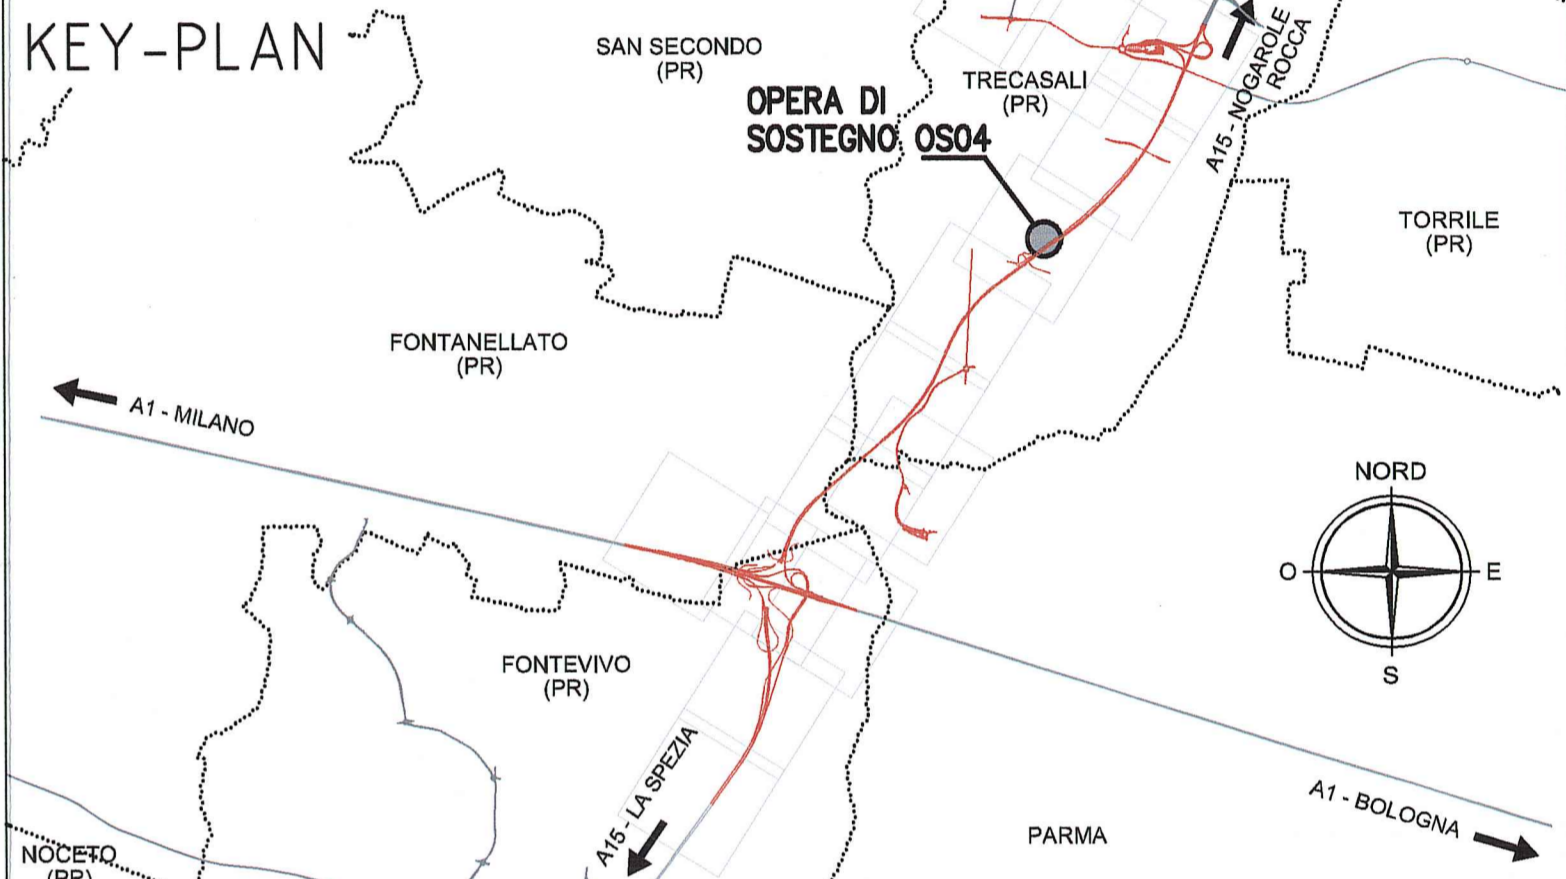 KEY-PLAN
SAN SECONDO
(PR)
TRECASALI
(PR)
A15 - NOGAROLE
ROCCA
OPERA DI
SOSTEGNO OS04
TORRILE
(PR)
FONTANELLATO
(PR)
A1 - MILANO
NORD
O
E
S
FONTEVIVO
(PR)
A15 - LA SPEZIA
A1 - BOLOGNA
PARMA
NOCETO
(PR)